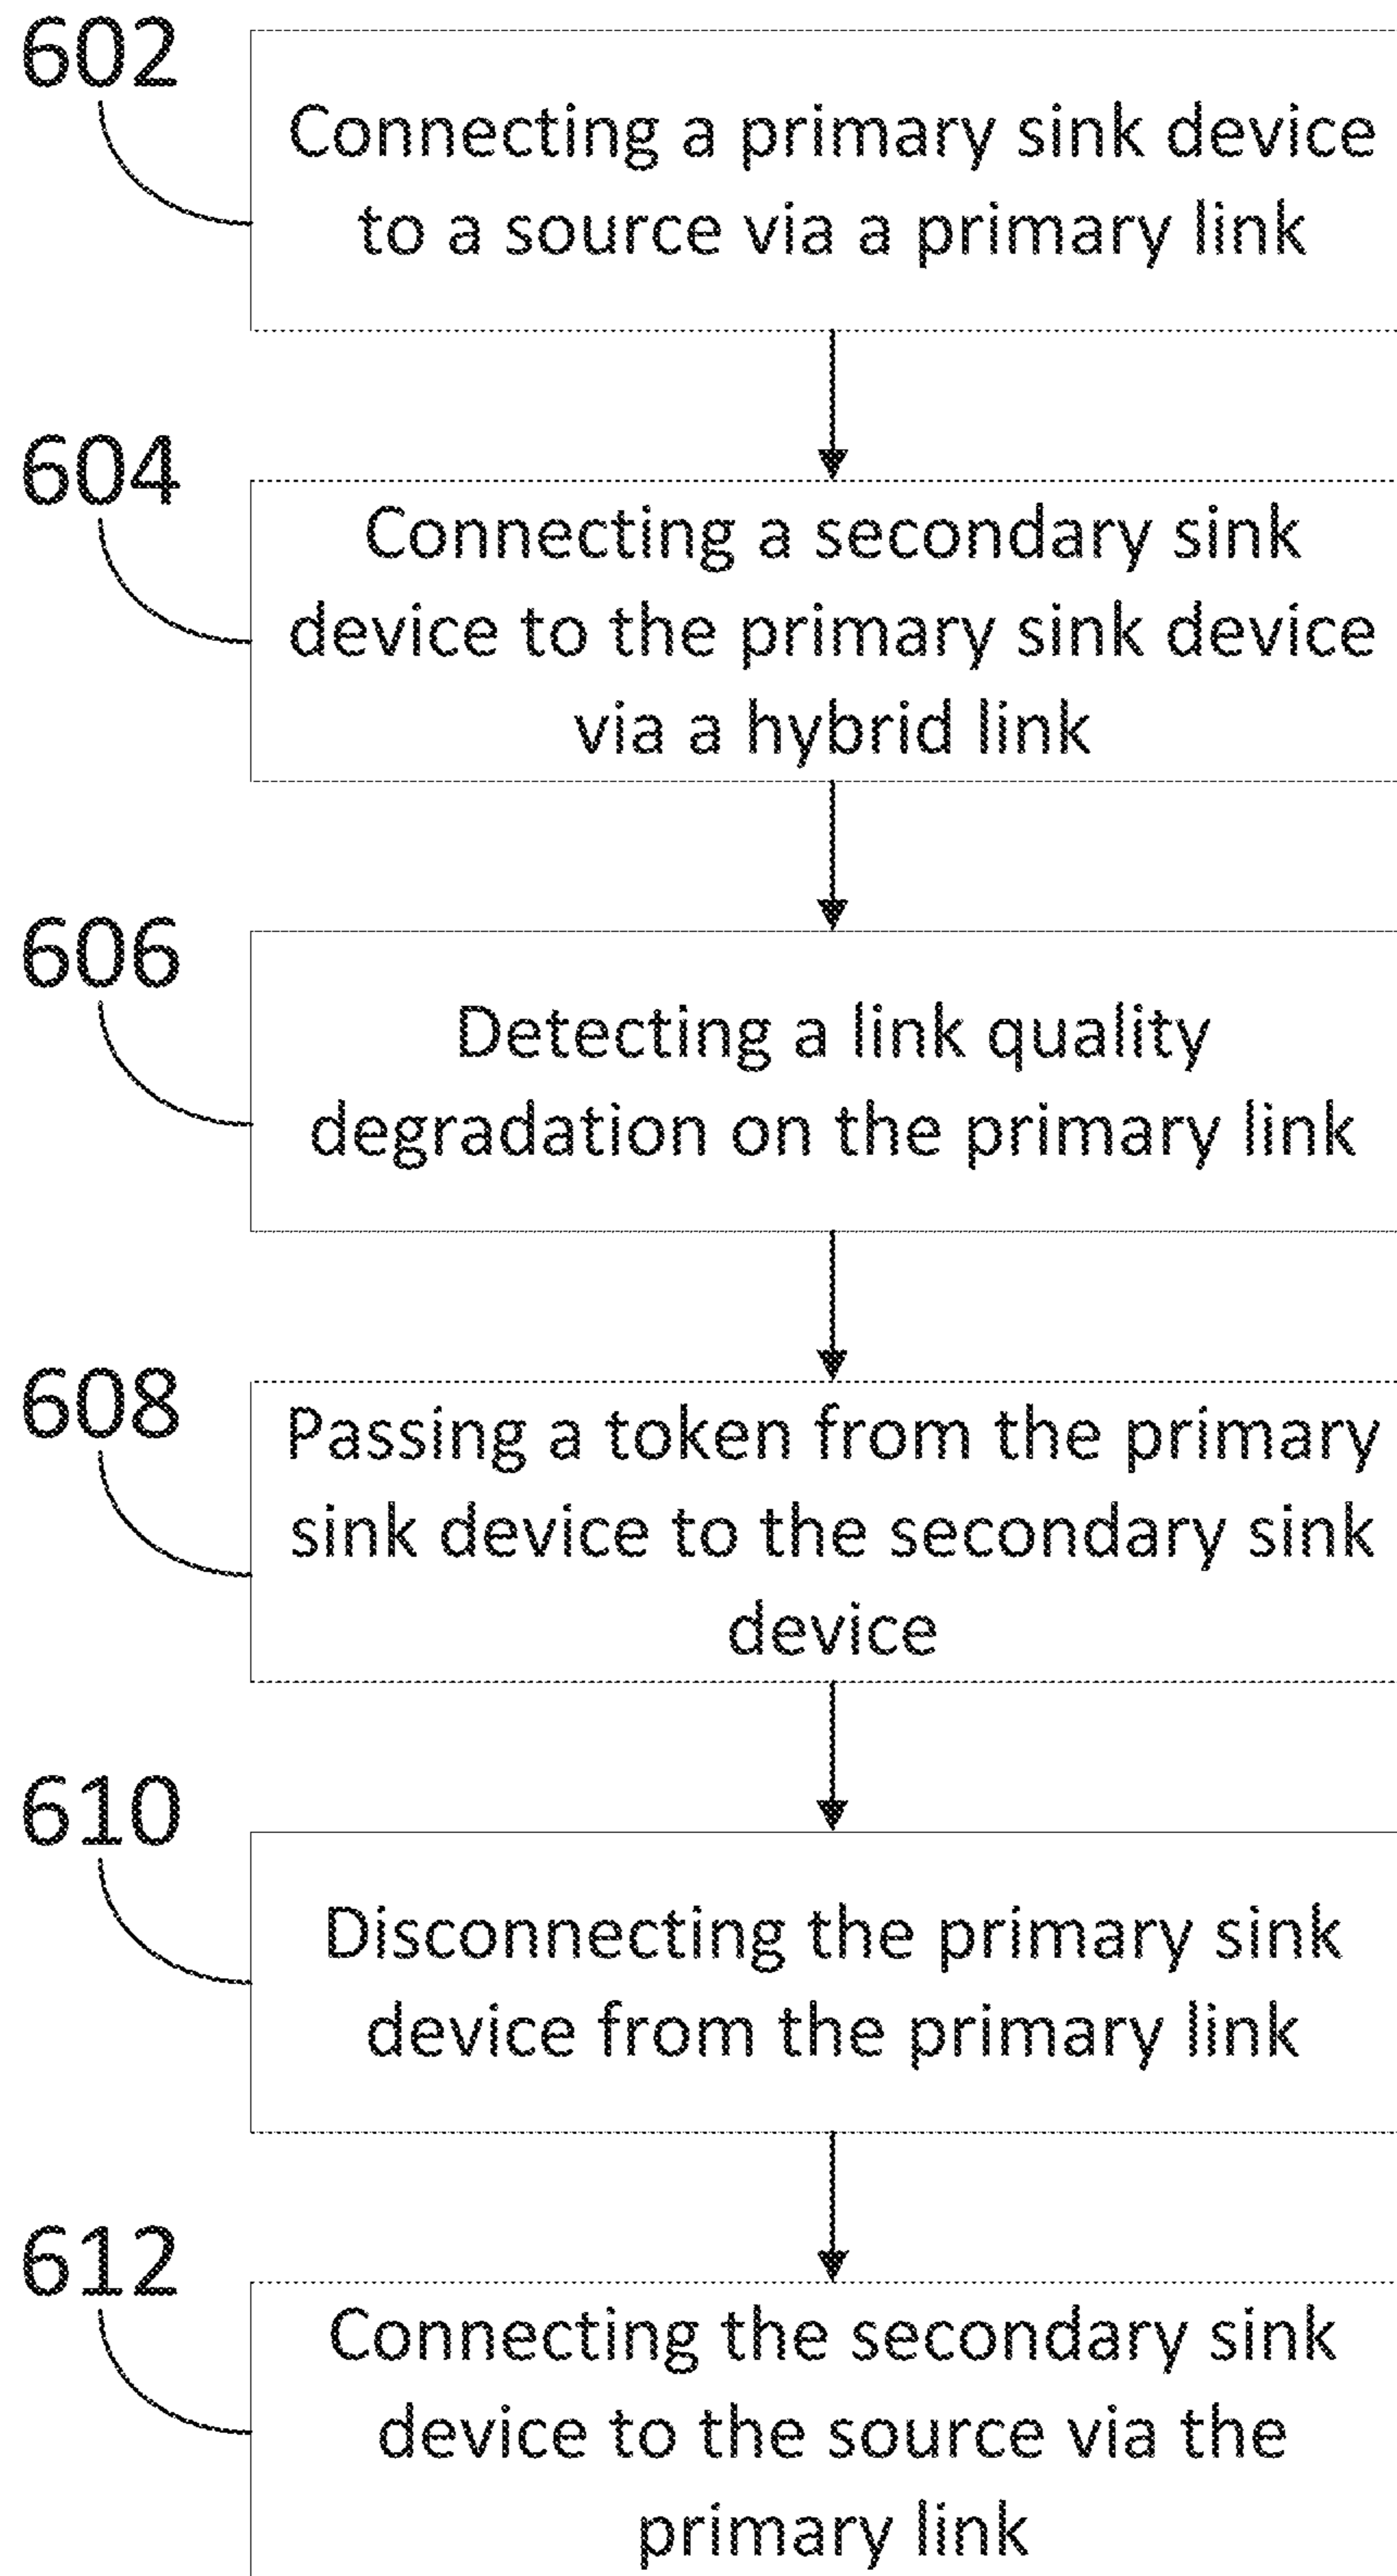 602
Connecting a primary sink device
to a source via a primary link
604
Connecting a secondary sink
device to the primary sink device
via a hybrid link
606
Detecting a link quality
degradation on the primary link
608
Passing a token from the primary
sink device to the secondary sink
device
610
Disconnecting the primary sink
device from the primary link
612
Connecting the secondary sink
device to the source via the
primary link